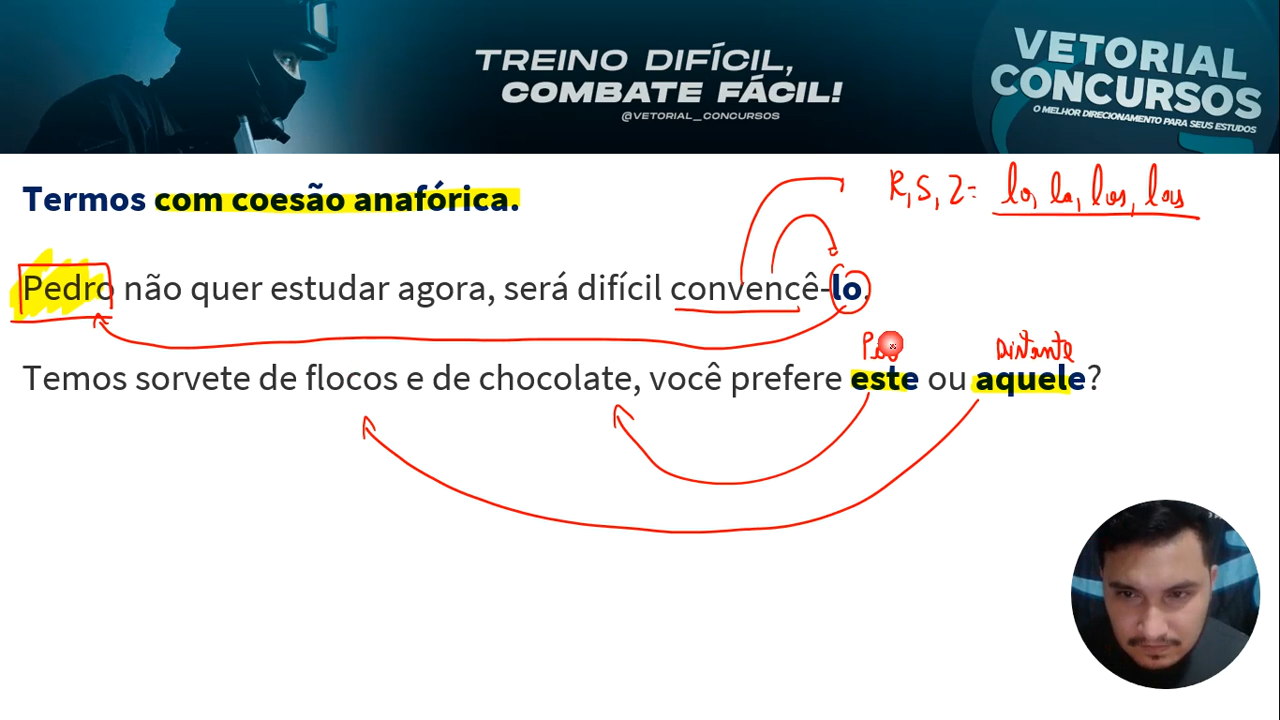 TREINO DIFÍCIL,
COMBATE FÁCIL!
@VETORIAL_CONCURSOS
VETORIAL
CONCURSOS
O MELHOR DIRECIONAMENTO PARA SEUS ESTUDOS
Termos com coesão anafórica.
R, S, Z = lo, la, los, las
Pedro não quer estudar agora, será difícil convencê-lo.
Distante
Temos sorvete de flocos e de chocolate, você prefere este ou aquele?